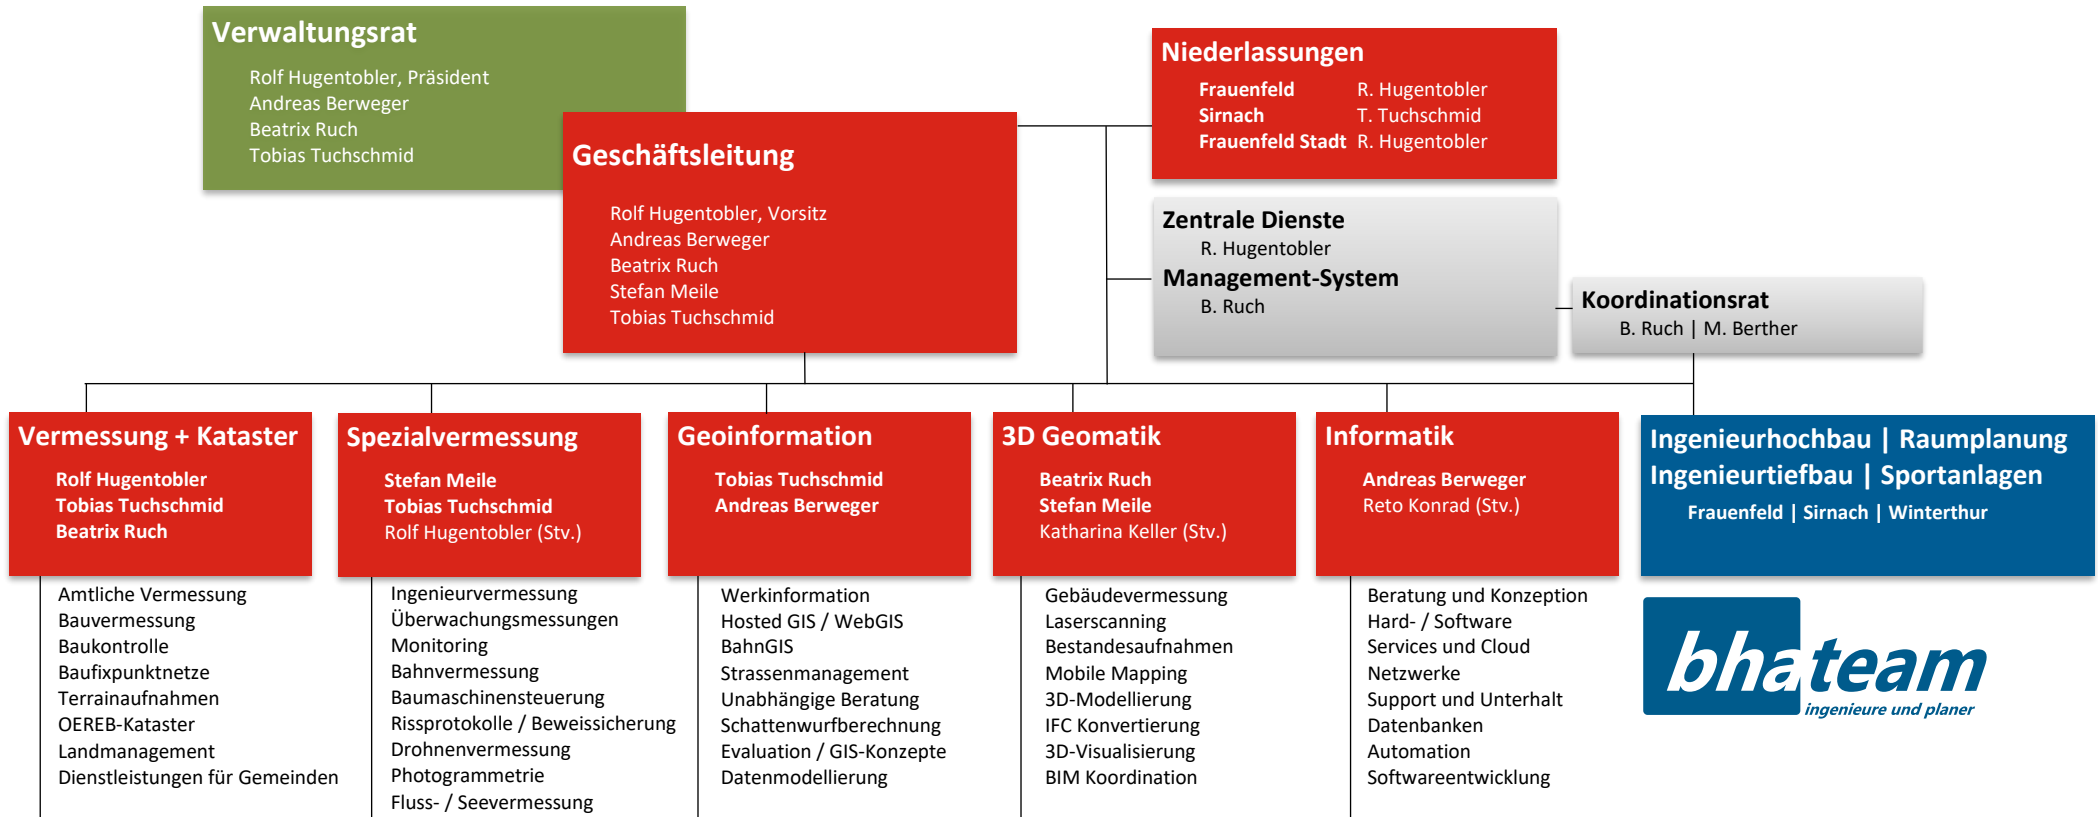 Verwaltungsrat
Rolf Hugentobler, Präsident
Andreas Berweger
Beatrix Ruch
Tobias Tuchschmid
Geschäftsleitung
Rolf Hugentobler, Vorsitz
Andreas Berweger
Beatrix Ruch
Stefan Meile
Tobias Tuchschmid
Niederlassungen
Frauenfeld R. Hugentobler
Sirnach T. Tuchschmid
Frauenfeld Stadt R. Hugentobler
Zentrale Dienste
R. Hugentobler
Management-System
B. Ruch
Koordinationsrat
B. Ruch | M. Berther
Vermessung + Kataster
Rolf Hugentobler
Tobias Tuchschmid
Beatrix Ruch
Amtliche Vermessung
Bauvermessung
Baukontrolle
Baufixpunktnetze
Terrainaufnahmen
OEREB-Kataster
Landmanagement
Dienstleistungen für Gemeinden
Spezialvermessung
Stefan Meile
Tobias Tuchschmid
Rolf Hugentobler (Stv.)
Ingenieurvermessung
Überwachungsmessungen
Monitoring
Bahnvermessung
Baumaschinensteuerung
Rissprotokolle / Beweissicherung
Drohnenvermessung
Photogrammetrie
Fluss- / Seevermessung
Geoinformation
Tobias Tuchschmid
Andreas Berweger
Werkinformation
Hosted GIS / WebGIS
BahnGIS
Strassenmanagement
Unabhängige Beratung
Schattenwurfberechnung
Evaluation / GIS-Konzepte
Datenmodellierung
3D Geomatik
Beatrix Ruch
Stefan Meile
Katharina Keller (Stv.)
Gebäudevermessung
Laserscanning
Bestandesaufnahmen
Mobile Mapping
3D-Modellierung
IFC Konvertierung
3D-Visualisierung
BIM Koordination
Informatik
Andreas Berweger
Reto Konrad (Stv.)
Beratung und Konzeption
Hard- / Software
Services und Cloud
Netzwerke
Support und Unterhalt
Datenbanken
Automation
Softwareentwicklung
Ingenieurhochbau | Raumplanung
Ingenieurtiefbau | Sportanlagen
Frauenfeld | Sirnach | Winterthur
bhateam
ingenieure und planer